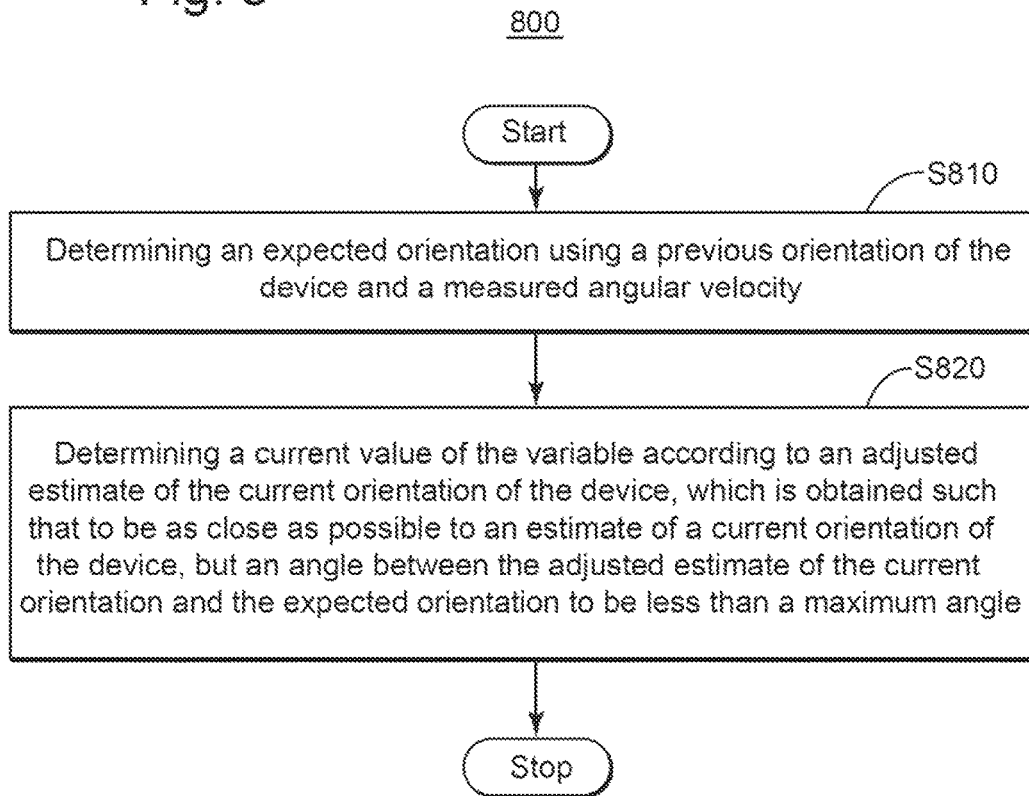 800
Start
S810
Determining an expected orientation using a previous orientation of the
device and a measured angular velocity
S820
Determining a current value of the variable according to an adjusted
estimate of the current orientation of the device, which is obtained such
that to be as close as possible to an estimate of a current orientation of
the device, but an angle between the adjusted estimate of the current
orientation and the expected orientation to be less than a maximum angle
Stop